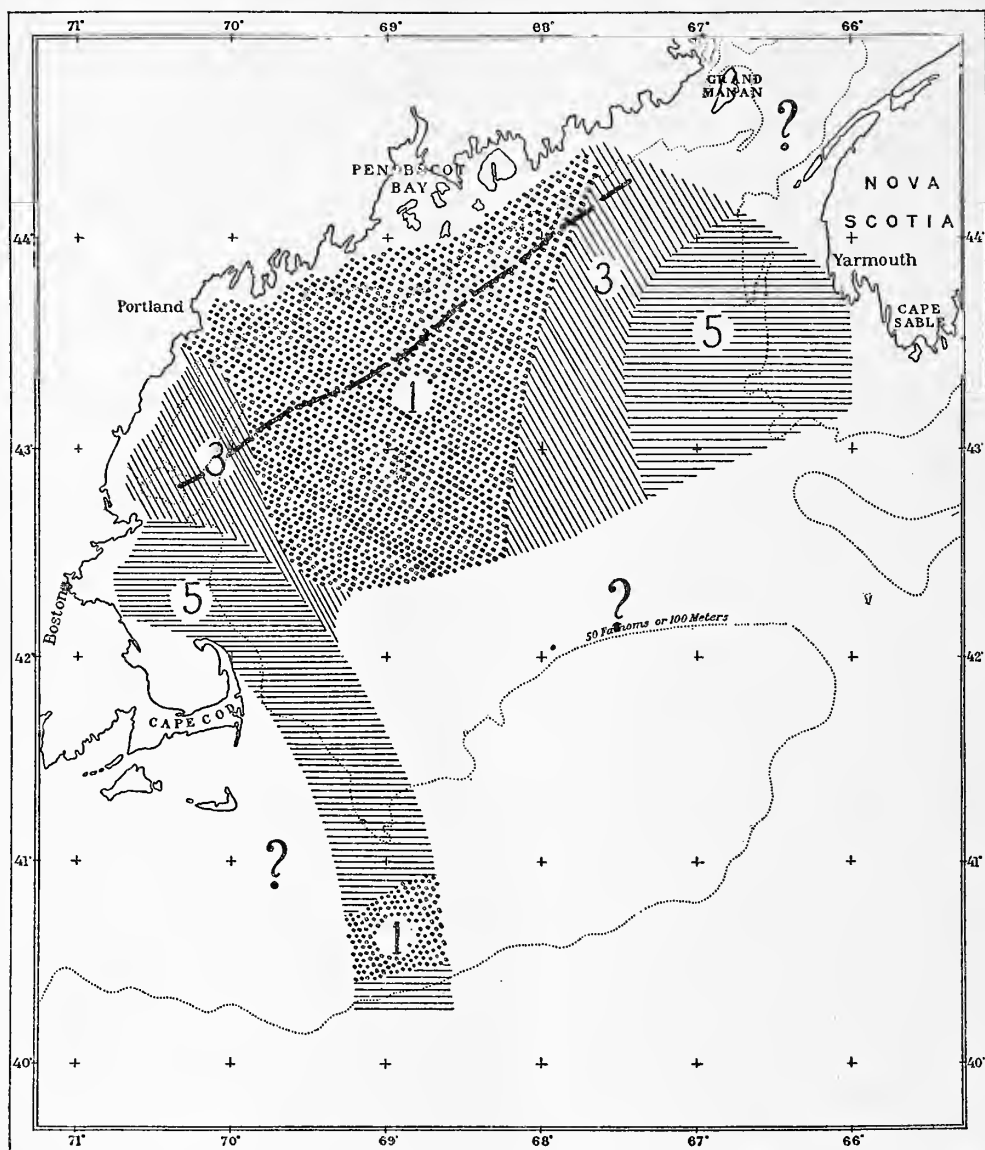 71° 70° 69° 68° 67° 66°
GRAND
MANAN
?
PENOBSCOT
BAY
NOVA
SCOTIA
44° 44°
Yarmouth
3
Portland
CAPE
SABLE
5
1
43° 3 43°
5
?
Boston
50 Fathoms or 100 Meters
42° 42°
CAPE COD
?
41° 41°
1
40° 40°
71° 70° 69° 68° 67° 66°